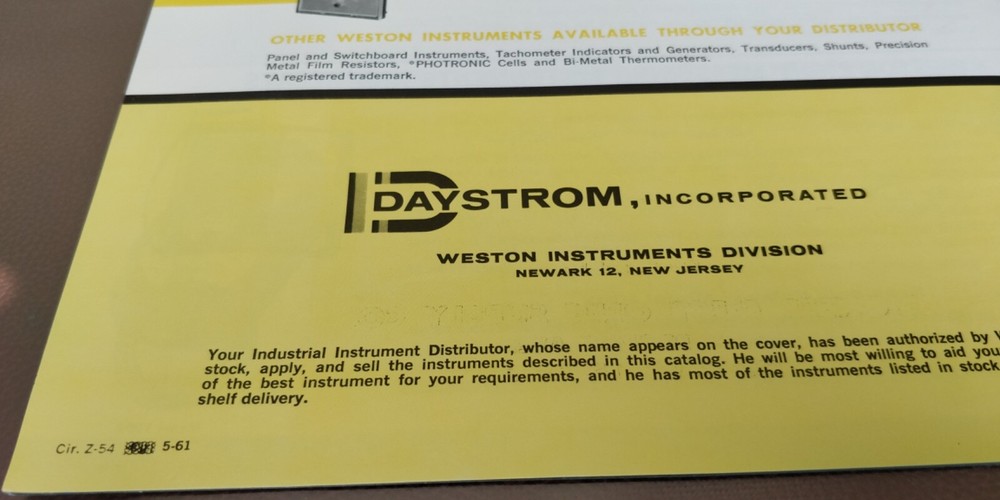 OTHER WESTON INSTRUMENTS AVAILABLE THROUGH YOUR DISTRIBUTOR
Panel and Switchboard Instruments, Tachometer Indicators and Generators, Transducers, Shunts, Precision
Metal Film Resistors, *PHOTRONIC Cells and Bi-Metal Thermometers.
*A registered trademark.
DAYSTROM, INCORPORATED
WESTON INSTRUMENTS DIVISION
NEWARK 12, NEW JERSEY
Your Industrial Instrument Distributor, whose name appears on the cover, has been authorized by
stock, apply, and sell the instruments described in this catalog. He will be most willing to aid you
of the best instrument for your requirements, and he has most of the instruments listed in stock
shelf delivery.
Cir. Z-54 5-61